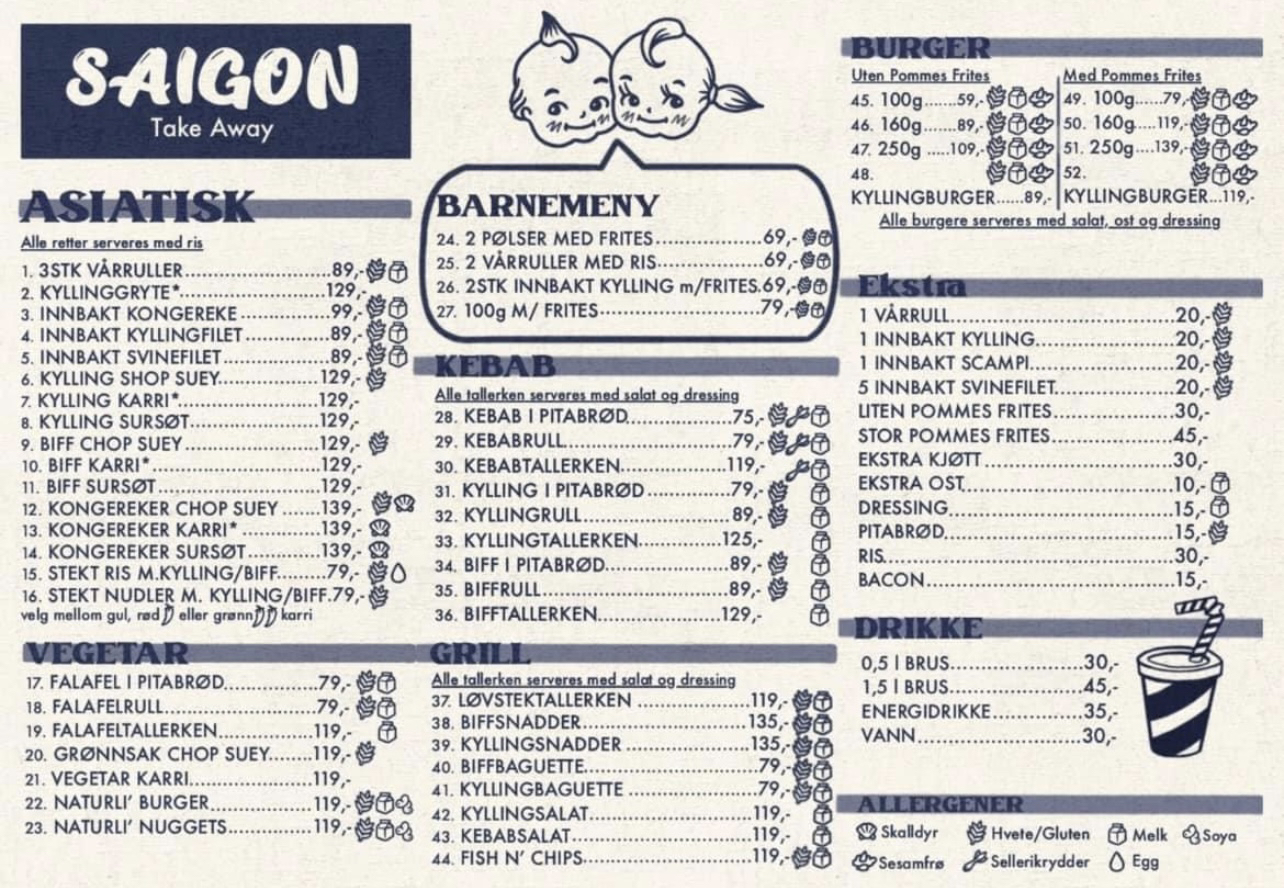 SAIGON
Take Away
ASIATISK
Alle retter serveres med ris
1. 3STK VÅRRULLER........................89,-
2. KYLLINGGRYTE*........................129,-
3. INNBAKT KONGEREKE ................99,-
4. INNBAKT KYLLINGFILET...............89,-
5. INNBAKT SVINEFILET..................89,-
6. KYLLING SHOP SUEY.................129,-
7. KYLLING KARRI*........................129,-
8. KYLLING SURSØT......................129,-
9. BIFF CHOP SUEY.......................129,-
10. BIFF KARRI*.............................129,-
11. BIFF SURSØT............................129,-
12. KONGEREKER CHOP SUEY ......139,-
13. KONGEREKER KARRI* .............139,-
14. KONGEREKER SURSØT............139,-
15. STEKT RIS M.KYLLING/BIFF........79,-
16. STEKT NUDLER M. KYLLING/BIFF.79,-
velg mellom gul, rød eller grønn karri
VEGETAR
17. FALAFEL I PITABRØD..............79,-
18. FALAFELRULL.......................79,-
19. FALAFELTALLERKEN..............119,-
20. GRØNNSAK CHOP SUEY.......119,-
21. VEGETAR KARRI...................119,-
22. NATURLI' BURGER................119,-
23. NATURLI' NUGGETS.............119,-
BARNEMENY
24. 2 PØLSER MED FRITES.................69,-
25. 2 VÅRRULLER MED RIS.................69,-
26. 2STK INNBAKT KYLLING m/FRITES.69,-
27. 100g M/ FRITES..........................79,-
KEBAB
Alle tallerken serveres med salat og dressing
28. KEBAB I PITABRØD.................75,-
29. KEBABRULL...........................79,-
30. KEBABTALLERKEN.................119,-
31. KYLLING I PITABRØD ..............79,-
32. KYLLINGRULL........................89,-
33. KYLLINGTALLERKEN..............125,-
34. BIFF I PITABRØD....................89,-
35. BIFFRULL..............................89,-
36. BIFFTALLERKEN....................129,-
GRILL
Alle tallerken serveres med salat og dressing
37. LØVSTEKTALLERKEN ..................119,-
38. BIFFSNADDER...........................135,-
39. KYLLINGSNADDER ....................135,-
40. BIFFBAGUETTE...........................79,-
41. KYLLINGBAGUETTE ....................79,-
42. KYLLINGSALAT..........................119,-
43. KEBABSALAT.............................119,-
44. FISH N' CHIPS...........................119,-
BURGER
Uten Pommes Frites
45. 100g......59,-
46. 160g......89,-
47. 250g .....109,-
48.
KYLLINGBURGER......89,-
Med Pommes Frites
49. 100g.....79,-
50. 160g....119,-
51. 250g....139,-
52.
KYLLINGBURGER...119,-
Alle burgere serveres med salat, ost og dressing
Ekstra
1 VÅRRULL..................................20,-
1 INNBAKT KYLLING.....................20,-
1 INNBAKT SCAMPI......................20,-
5 INNBAKT SVINEFILET..................20,-
LITEN POMMES FRITES..................30,-
STOR POMMES FRITES..................45,-
EKSTRA KJØTT............................30,-
EKSTRA OST...............................10,-
DRESSING..................................15,-
PITABRØD...................................15,-
RIS............................................30,-
BACON......................................15,-
DRIKKE
0,5 l BRUS....................30,-
1,5 l BRUS....................45,-
ENERGIDRIKKE..............35,-
VANN..........................30,-
ALLERGENER
Skalldyr Hvete/Gluten Melk Soya
Sesamfrø Sellerikrydder Egg